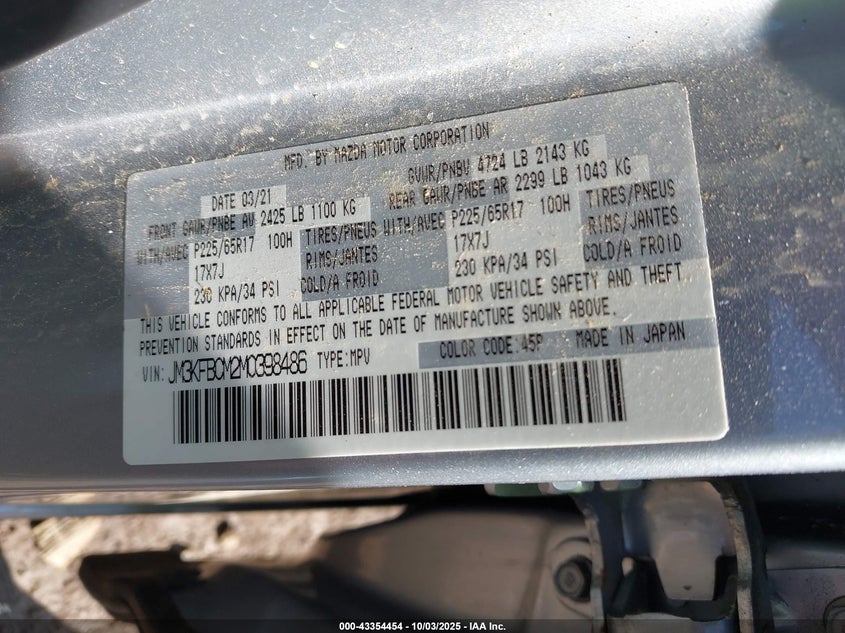 MFD. BY MAZDA MOTOR CORPORATION
DATE 03/21
GVWR/PNBV 4724 LB 2143 KG
FRONT GAWR/PNBE AV 2425 LB 1100 KG
REAR GAWR/PNBE AR 2299 LB 1043 KG
WITH/AVEC P225/65R17 100H TIRES/PNEUS
WITH/AVEC P225/65R17 100H TIRES/PNEUS
17X7J RIMS/JANTES
17X7J RIMS/JANTES
230 KPA/34 PSI COLD/A FROID
230 KPA/34 PSI COLD/A FROID
THIS VEHICLE CONFORMS TO ALL APPLICABLE FEDERAL MOTOR VEHICLE SAFETY AND THEFT
PREVENTION STANDARDS IN EFFECT ON THE DATE OF MANUFACTURE SHOWN ABOVE.
VIN: JM3KFBCM2M0398486 TYPE:MPV
COLOR CODE:45P MADE IN JAPAN
000-43354454 - 10/03/2025 - IAA Inc.